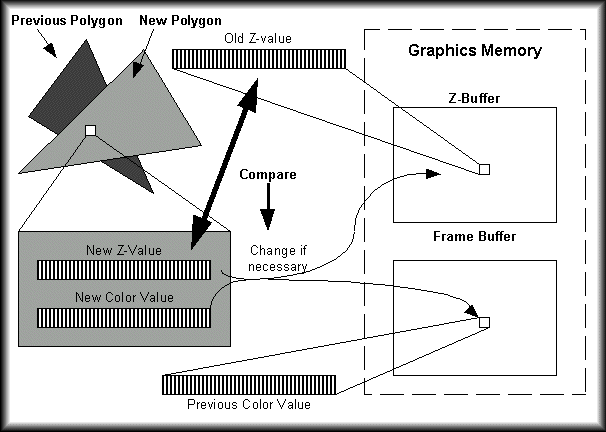 Previous Polygon
New Polygon
Old Z-value
Graphics Memory
Z-Buffer
Compare
New Z-Value
Change if
necessary
Frame Buffer
New Color Value
Previous Color Value